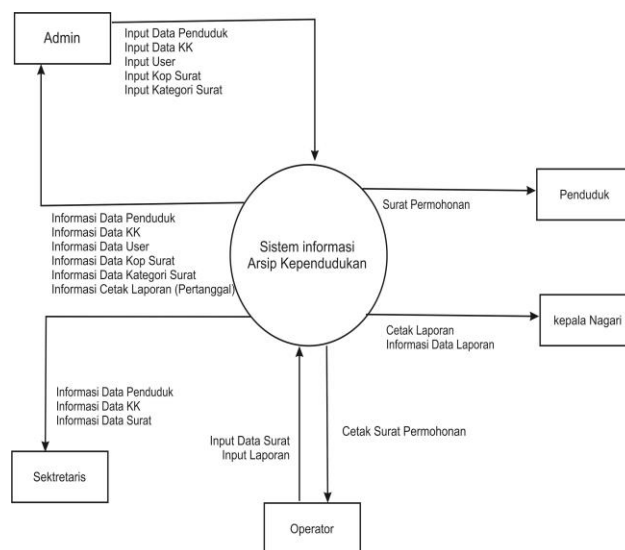 Admin
Input Data Penduduk
Input Data KK
Input User
Input Kop Surat
Input Kategori Surat
Surat Permohonan
Penduduk
Informasi Data Penduduk
Informasi Data KK
Informasi Data User
Informasi Data Kop Surat
Informasi Data Kategori Surat
Informasi Cetak Laporan (Pertanggal)
Sistem informasi
Arsip Kependudukan
Cetak Laporan
Informasi Data Laporan
kepala Nagari
Informasi Data Penduduk
Informasi Data KK
Informasi Data Surat
Sektretaris
Input Data Surat
Input Laporan
Cetak Surat Permohonan
Operator